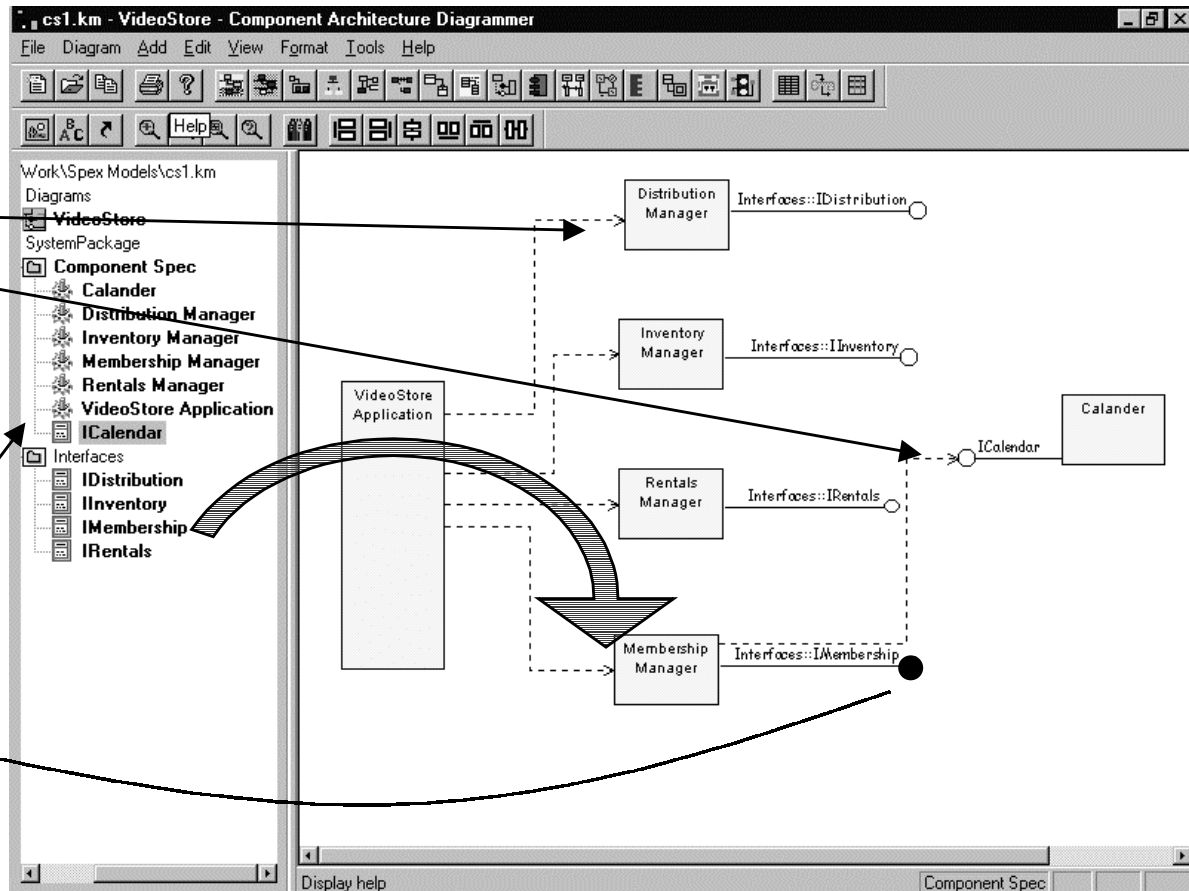 cs1.km - VideoStore - Component Architecture Diagrammer
File Diagram Add Edit View Format Tools Help
Help
Work\Spex Models\cs1.km
Diagrams
VideoStore
SystemPackage
Component Spec
Calander
Distribution Manager
Inventory Manager
Membership Manager
Rentals Manager
VideoStore Application
ICalendar
Interfaces
IDistribution
IInventory
IMembership
IRentals
Distribution
Manager
Interfaces::IDistribution
Inventory
Manager
Interfaces::IInventory
VideoStore
Application
Calander
ICalendar
Rentals
Manager
Interfaces::IRentals
Membership
Manager
Interfaces::IMembership
Display help
Component Spec